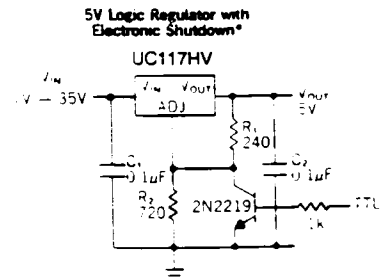 5V Logic Regulator with
Electronic Shutdown*
UC117HV
VIN
V – 35V
VIN VOUT
ADJ
VOUT
5V
R1
240
C1
0.1µF
C2
0.1µF
R2
720
2N2219
1k
TTL